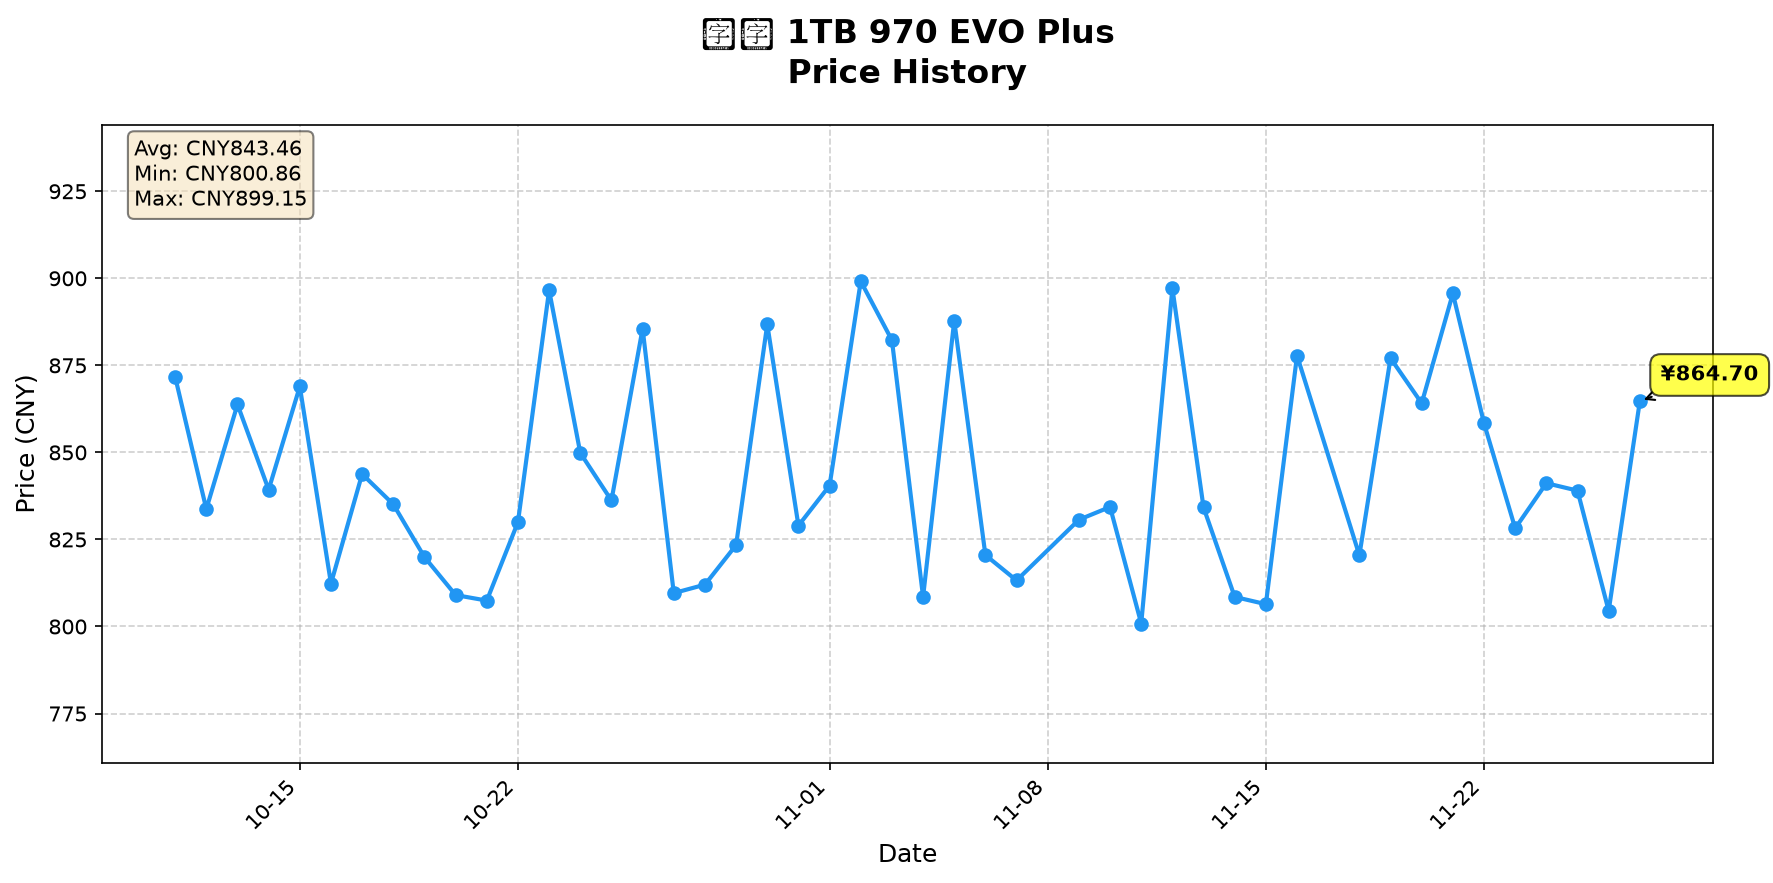 1TB 970 EVO Plus
Price History
Avg: CNY843.46
Min: CNY800.86
Max: CNY899.15
925
900
875
850
825
800
775
Price (CNY)
¥864.70
10-15
10-22
11-01
11-08
11-15
11-22
Date